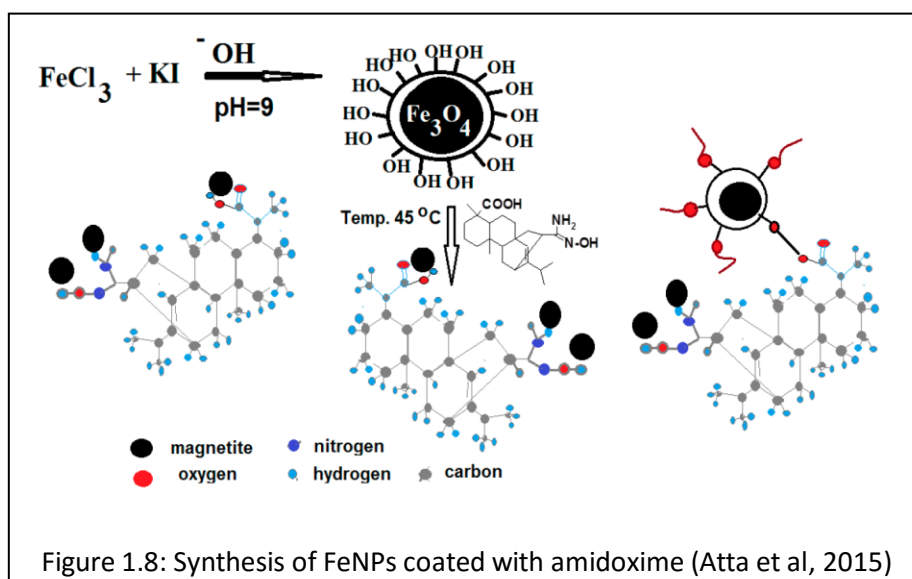 FeCl3 + KI
-OH
pH=9
HO HO HO HO HO HO HO OH OH OH OH OH OH OH OH OH OH
Fe3O4
Temp. 45 °C
COOH
NH2
N-OH
magnetite
nitrogen
oxygen
hydrogen
carbon
Figure 1.8: Synthesis of FeNPs coated with amidoxime (Atta et al, 2015)